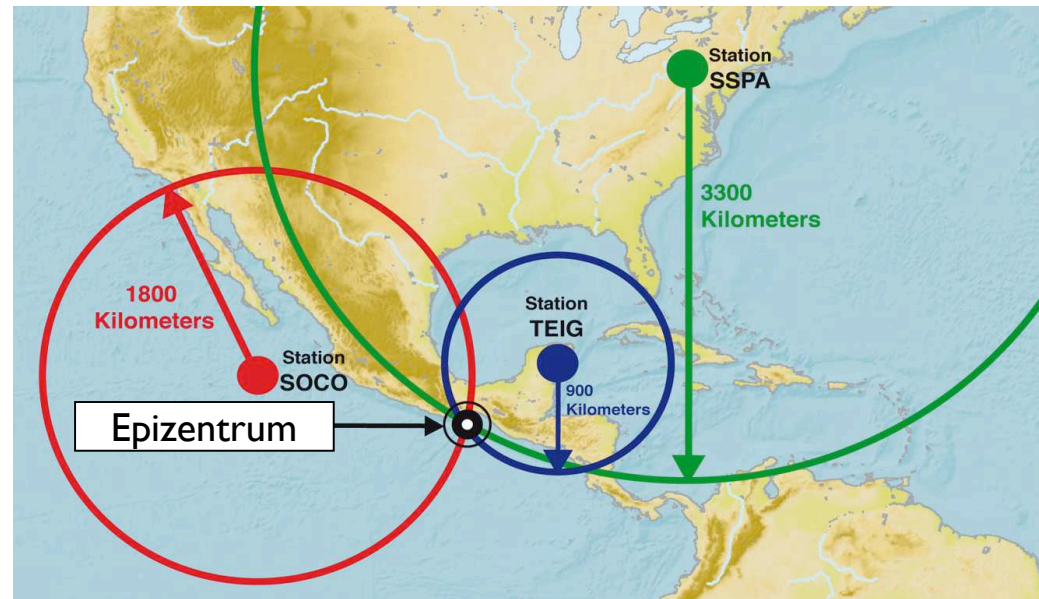 Station
SSPA
3300
Kilometers
1800
Kilometers
Station
TEIG
Station
SOCO
900
Kilometers
Epizentrum